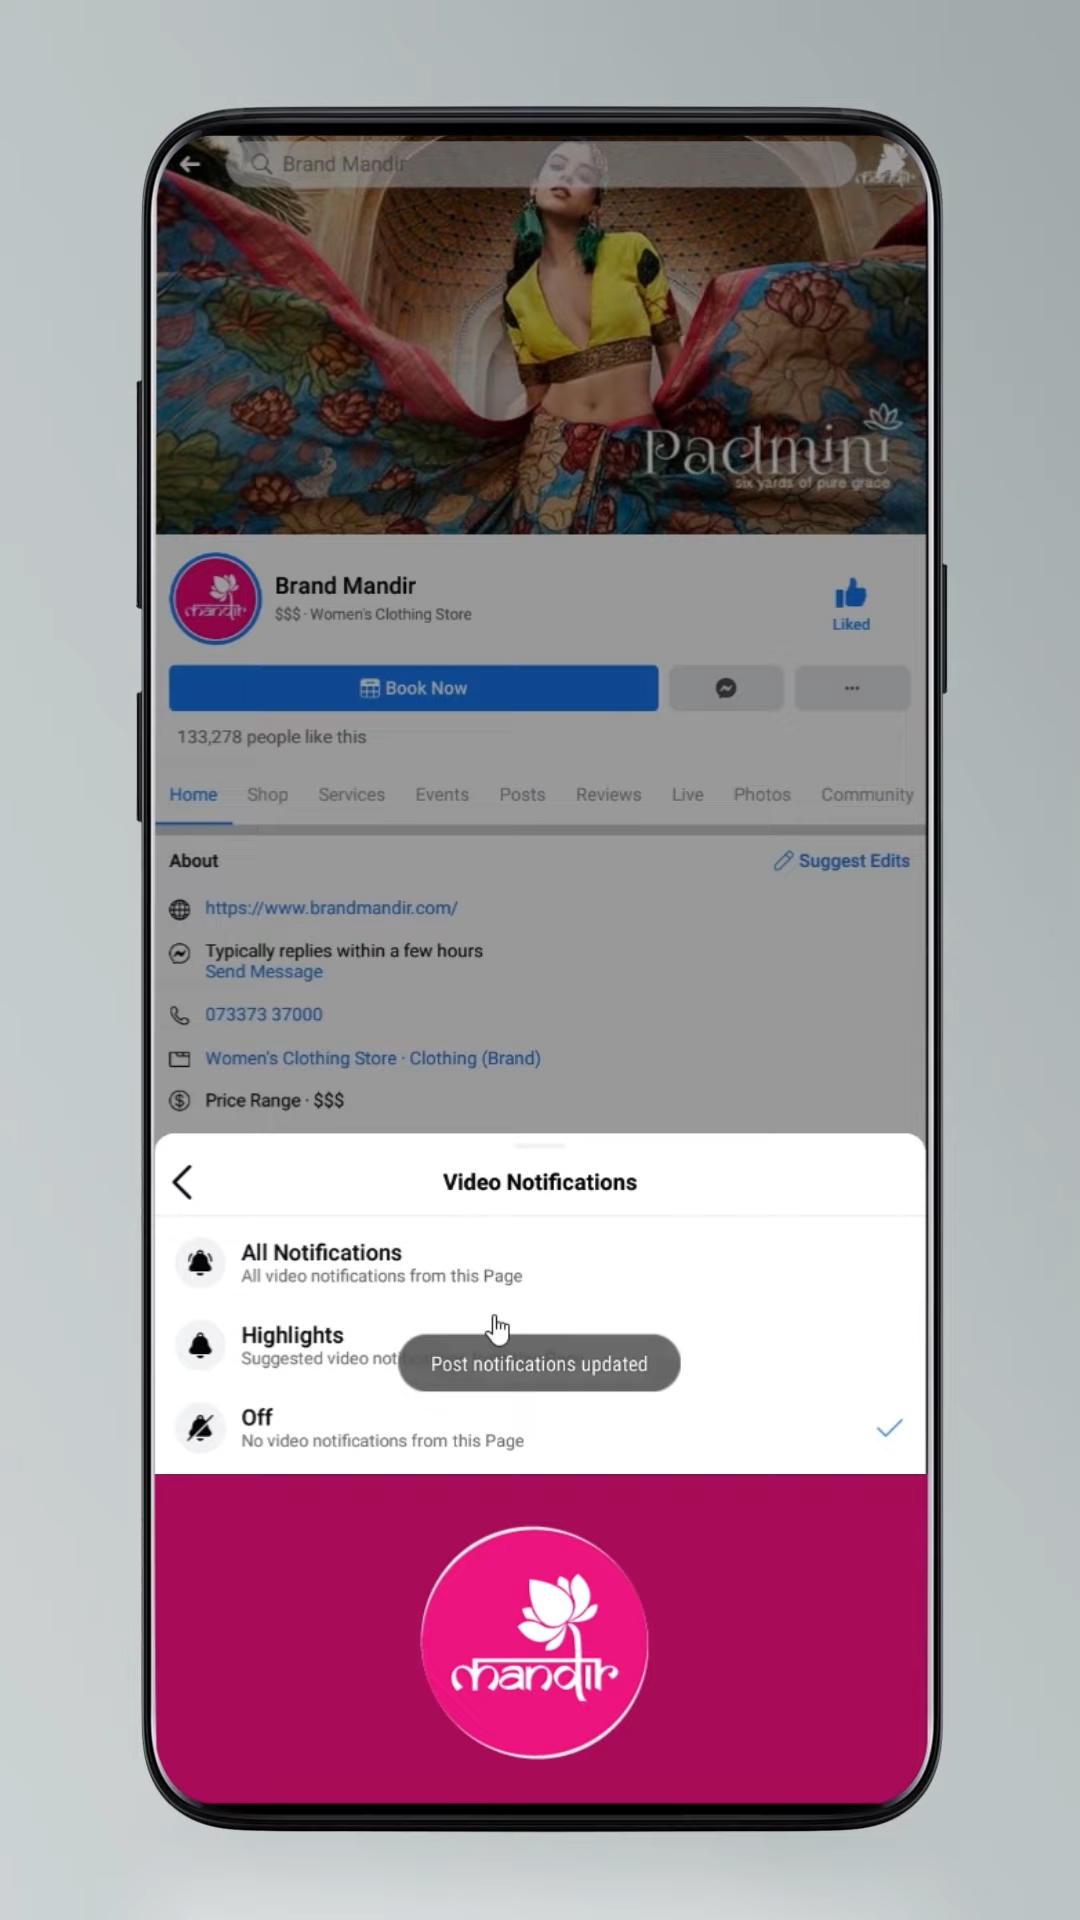 Brand Mandir
mandir
Padmini
six yards of pure grace
mandir
Brand Mandir
$$$ · Women's Clothing Store
Liked
Book Now
133,278 people like this
Home Shop Services Events Posts Reviews Live Photos Community
About
Suggest Edits
https://www.brandmandir.com/
Typically replies within a few hours
Send Message
073373 37000
Women's Clothing Store · Clothing (Brand)
Price Range · $$$
Video Notifications
All Notifications
All video notifications from this Page
Highlights
Suggested video not
Post notifications updated
Off
No video notifications from this Page
mandir